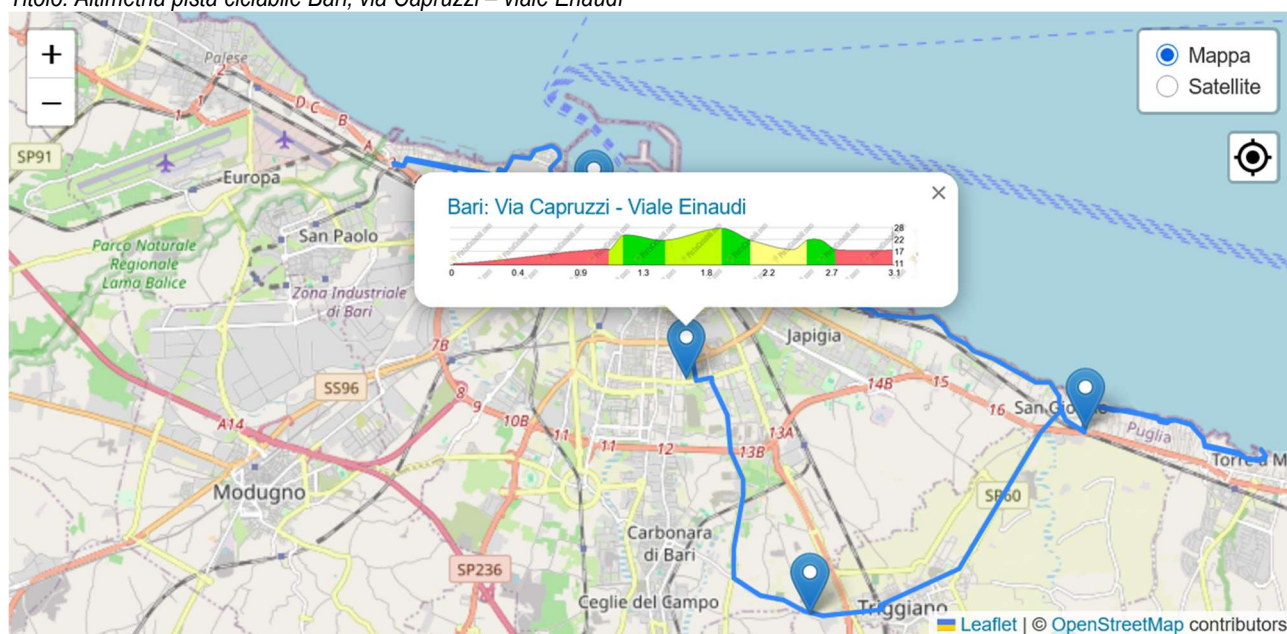 Titolo: Altimetria pista ciclabile Bari, via Capruzzi – viale Einaudi
+
−
Mappa
Satellite
Palese
2
1
1
D
C
B
A
SP91
Europa
San Paolo
Parco Naturale
Regionale
Lama Balice
Zona Industriale
di Bari
Bari: Via Capruzzi - Viale Einaudi
×
28
22
17
11
0
0.4
0.9
1.3
1.8
2.2
2.7
3.1
7B
Japigia
SS96
8
9
14B
15
16
10B
11
11
12
13A
13B
A14
Puglia
Modugno
SP60
Carbonara
di Bari
SP236
Ceglie del Campo
Triggiano
Leaflet | © OpenStreetMap contributors